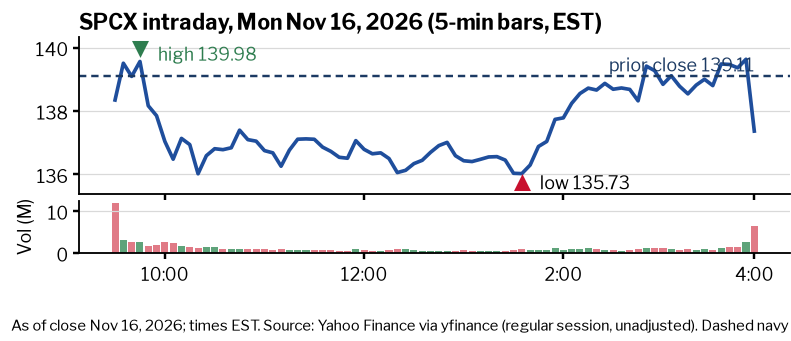 SPCX intraday, Mon Nov 16, 2026 (5-min bars, EST)
140
high 139.98
prior close 139.11
138
136
low 135.73
Vol (M)
10
0
10:00 12:00 2:00 4:00
As of close Nov 16, 2026; times EST. Source: Yahoo Finance via yfinance (regular session, unadjusted). Dashed navy